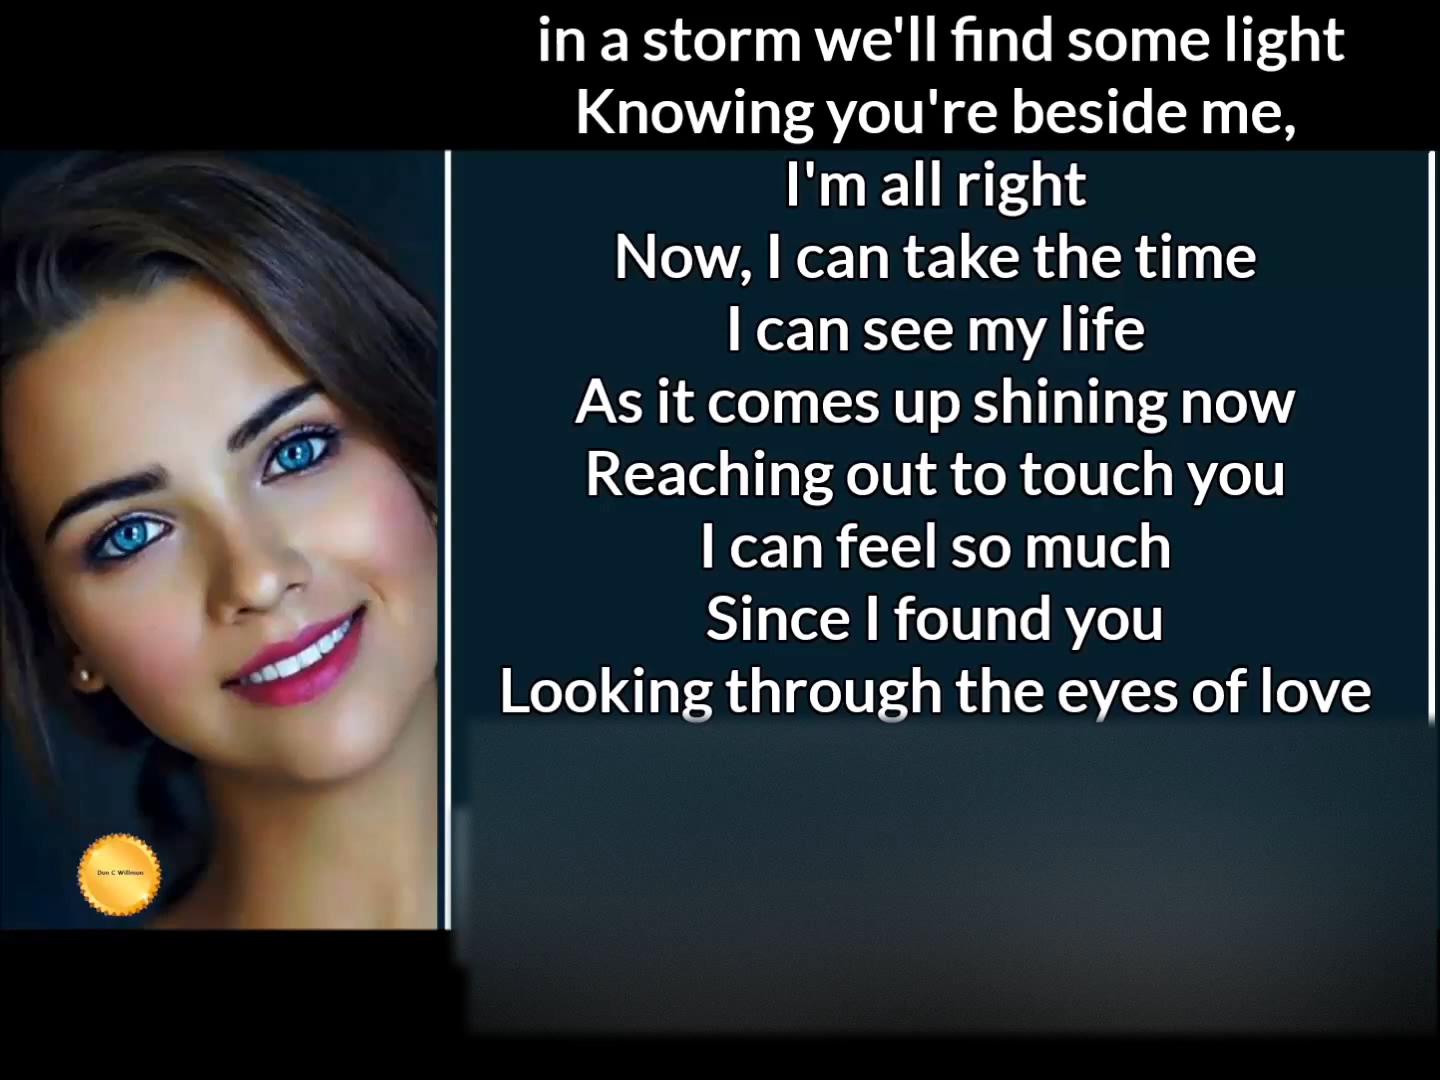 in a storm we'll find some light
Knowing you're beside me,
I'm all right
Now, I can take the time
I can see my life
As it comes up shining now
Reaching out to touch you
I can feel so much
Since I found you
Looking through the eyes of love
Don C Willmon